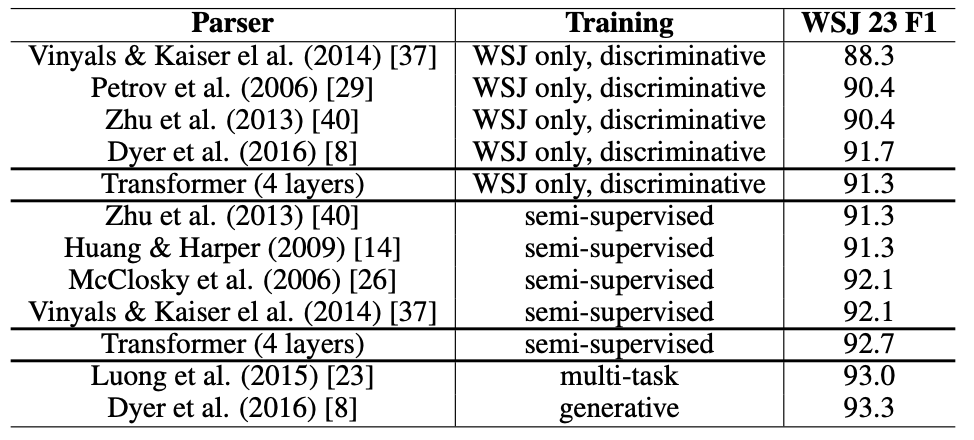 Parser Training WSJ 23 F1
Vinyals & Kaiser el al. (2014) [37] WSJ only, discriminative 88.3
Petrov et al. (2006) [29] WSJ only, discriminative 90.4
Zhu et al. (2013) [40] WSJ only, discriminative 90.4
Dyer et al. (2016) [8] WSJ only, discriminative 91.7
Transformer (4 layers) WSJ only, discriminative 91.3
Zhu et al. (2013) [40] semi-supervised 91.3
Huang & Harper (2009) [14] semi-supervised 91.3
McClosky et al. (2006) [26] semi-supervised 92.1
Vinyals & Kaiser el al. (2014) [37] semi-supervised 92.1
Transformer (4 layers) semi-supervised 92.7
Luong et al. (2015) [23] multi-task 93.0
Dyer et al. (2016) [8] generative 93.3